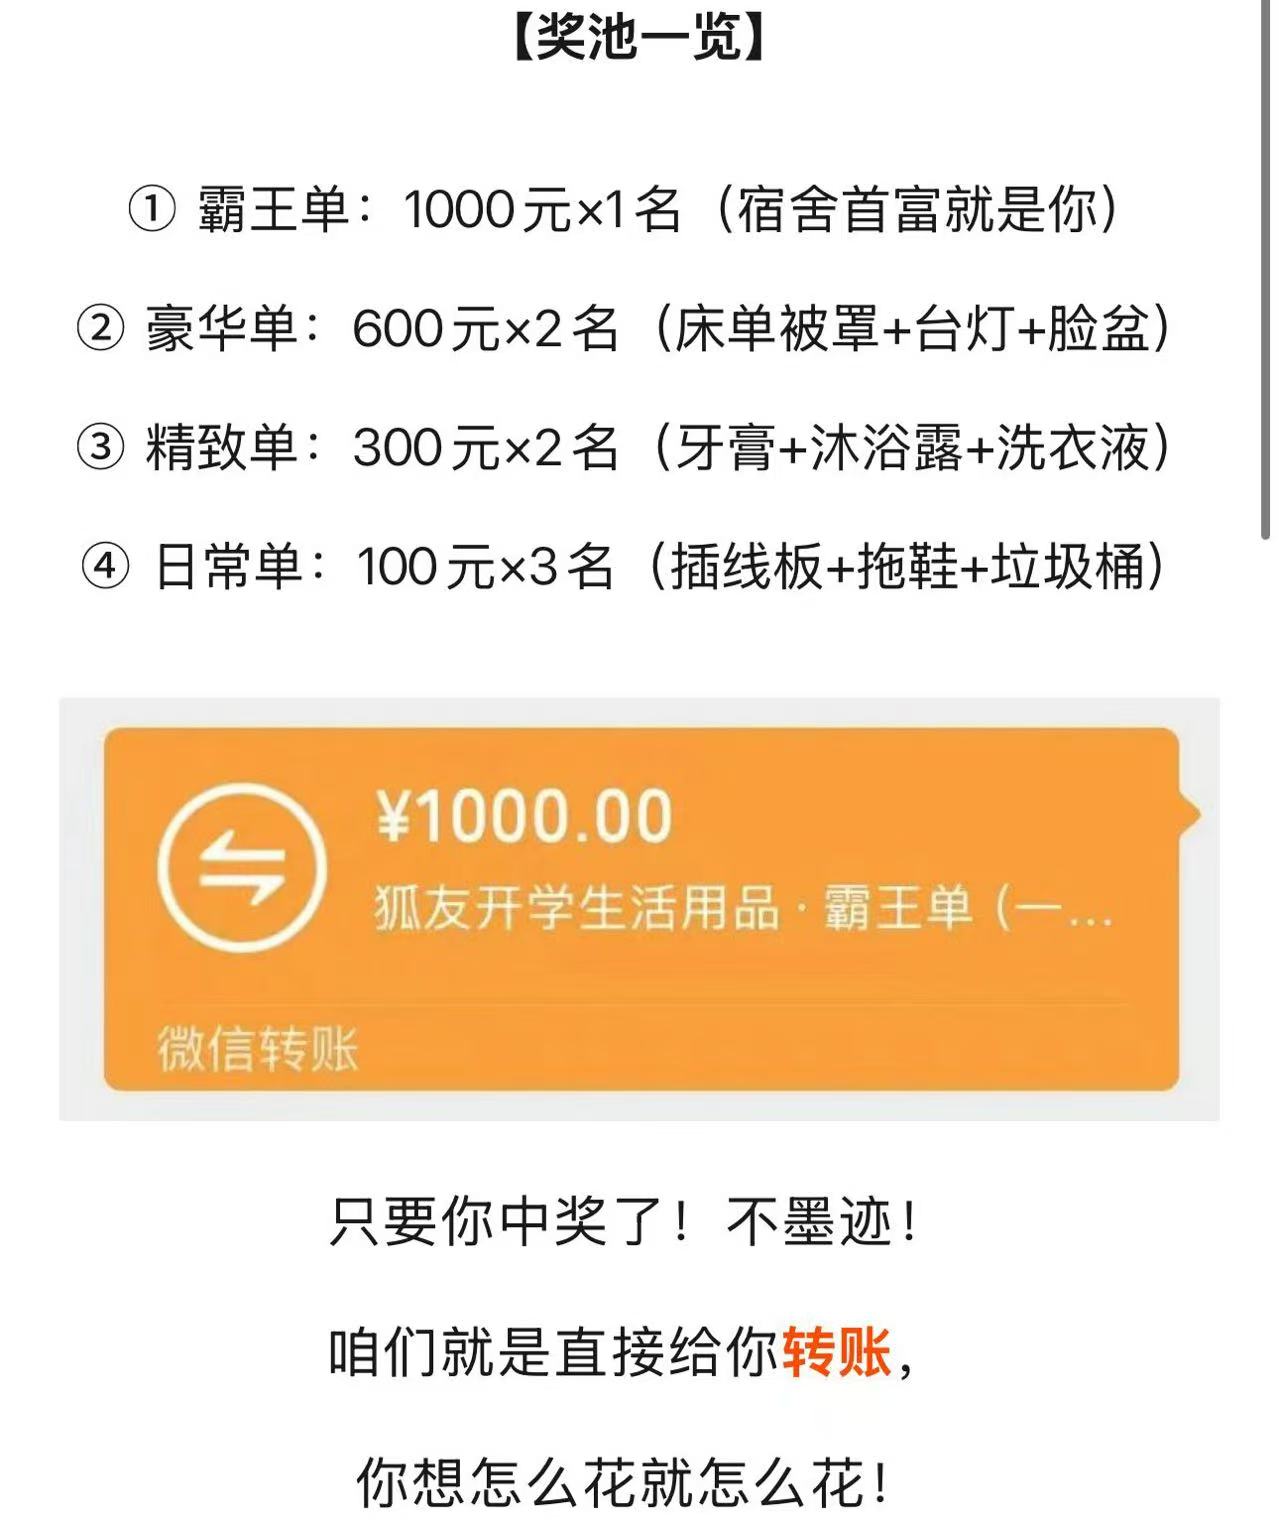 【奖池一览】
① 霸王单：1000元×1名（宿舍首富就是你）
② 豪华单：600元×2名（床单被罩+台灯+脸盆）
③ 精致单：300元×2名（牙膏+沐浴露+洗衣液）
④ 日常单：100元×3名（插线板+拖鞋+垃圾桶）
¥1000.00
狐友开学生活用品·霸王单（一...
微信转账
只要你中奖了！不墨迹！
咱们就是直接给你转账，
你想怎么花就怎么花！